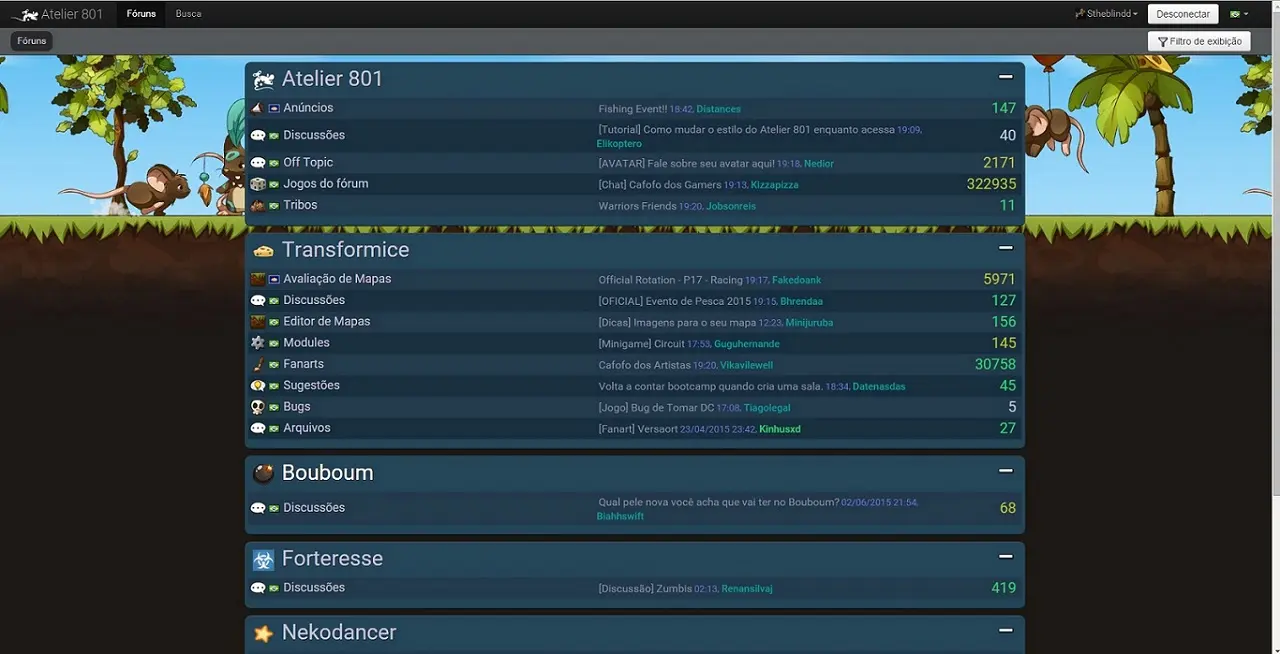 Atelier 801 Fóruns Busca Stheblindd Desconectar
Fóruns Filtro de exibição
Atelier 801
Anúncios Fishing Event!! 18:42, Distances 147
Discussões [Tutorial] Como mudar o estilo do Atelier 801 enquanto acessa 19:09, 40
Elikoptero
Off Topic [AVATAR] Fale sobre seu avatar aqui! 19:18, Nedior 2171
Jogos do fórum [Chat] Cafofo dos Gamers 19:13, Kizzapizza 322935
Tribos Warriors Friends 19:20, Jobsonreis 11
Transformice
Avaliação de Mapas Official Rotation - P17 - Racing 19:17, Fakedoank 5971
Discussões [OFICIAL] Evento de Pesca 2015 19:15, Bhrendaa 127
Editor de Mapas [Dicas] Imagens para o seu mapa 12:23, Minijuruba 156
Modules [Minigame] Circuit 17:53, Guguhernande 145
Fanarts Cafofo dos Artistas 19:20, Vikavilewell 30758
Sugestões Volta a contar bootcamp quando cria uma sala. 18:34, Datenasdas 45
Bugs [Jogo] Bug de Tomar DC 17:08, Tiagolegal 5
Arquivos [Fanart] Versaort 23/04/2015 23:42, Kinhusxd 27
Bouboum
Discussões Qual pele nova você acha que vai ter no Bouboum? 02/06/2015 21:54, 68
Biahhswift
Forteresse
Discussões [Discussão] Zumbis 02:13, Renansilvaj 419
Nekodancer